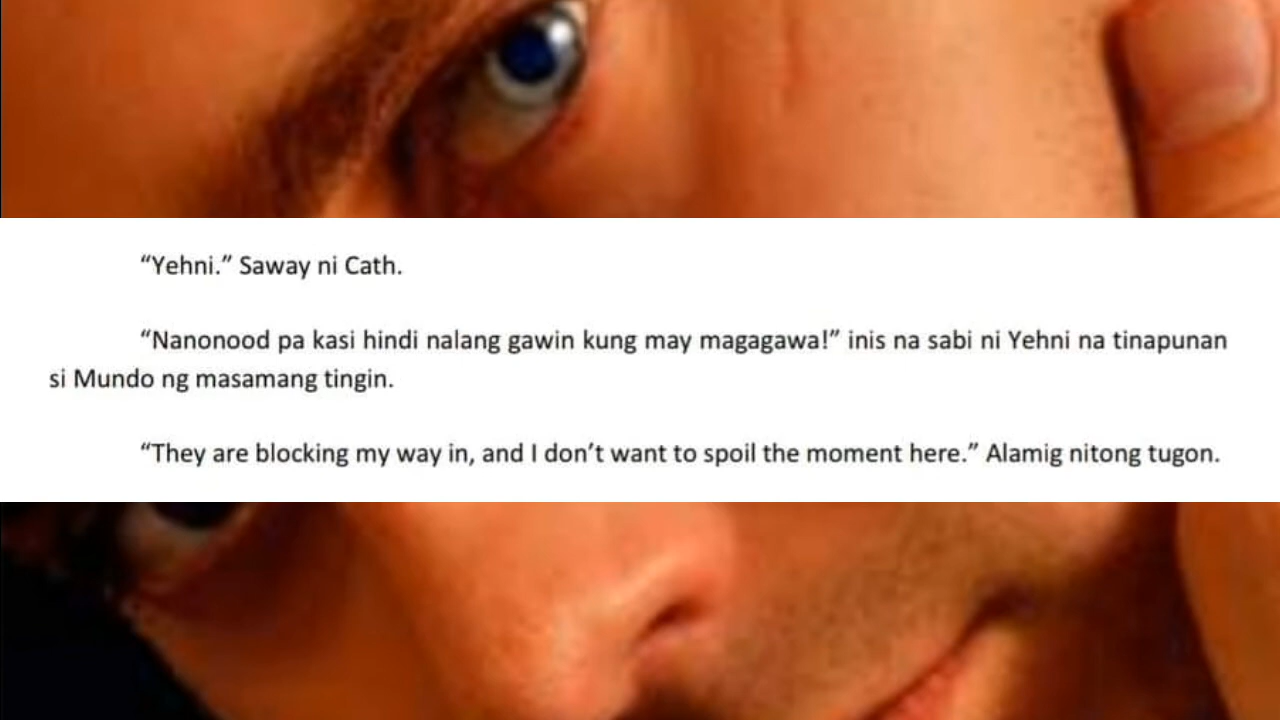 “Yehni.” Saway ni Cath.
“Nanonood pa kasi hindi nalang gawin kung may magagawa!” inis na sabi ni Yehni na tinapunan
si Mundo ng masamang tingin.
“They are blocking my way in, and I don’t want to spoil the moment here.” Alamig nitong tugon.